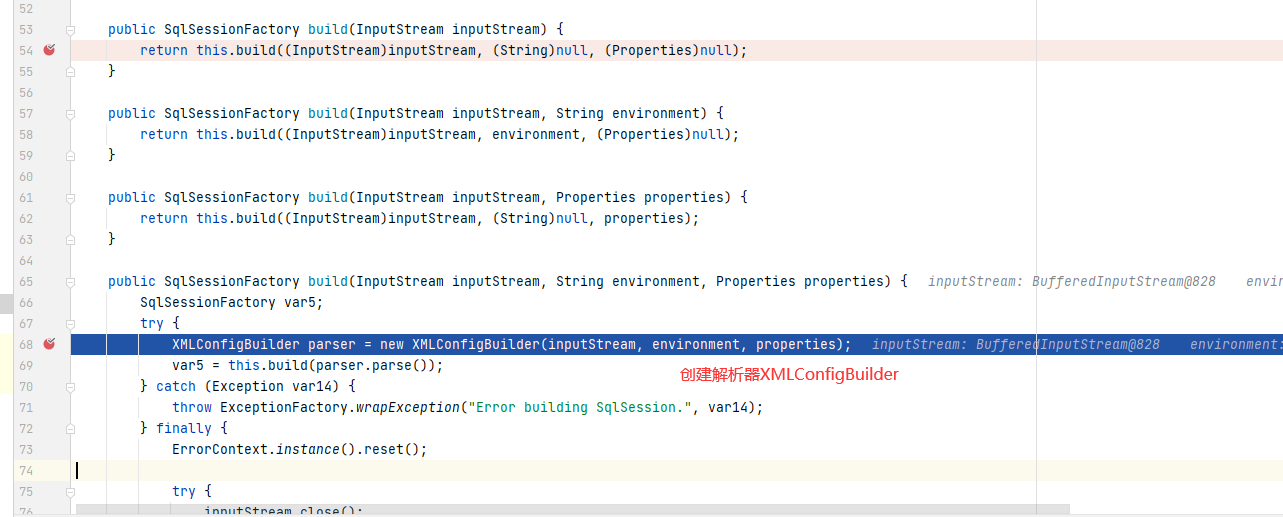 52
53 public SqlSessionFactory build(InputStream inputStream) {
54 return this.build((InputStream)inputStream, (String)null, (Properties)null);
55 }
56
57 public SqlSessionFactory build(InputStream inputStream, String environment) {
58 return this.build((InputStream)inputStream, environment, (Properties)null);
59 }
60
61 public SqlSessionFactory build(InputStream inputStream, Properties properties) {
62 return this.build((InputStream)inputStream, (String)null, properties);
63 }
64
65 public SqlSessionFactory build(InputStream inputStream, String environment, Properties properties) { inputStream: BufferedInputStream@828 envir
66 SqlSessionFactory var5;
67 try {
68 XMLConfigBuilder parser = new XMLConfigBuilder(inputStream, environment, properties); inputStream: BufferedInputStream@828 environment:
69 var5 = this.build(parser.parse());
创建解析器XMLConfigBuilder
70 } catch (Exception var14) {
71 throw ExceptionFactory.wrapException("Error building SqlSession.", var14);
72 } finally {
73 ErrorContext.instance().reset();
74
75 try {
76 inputStream.close();